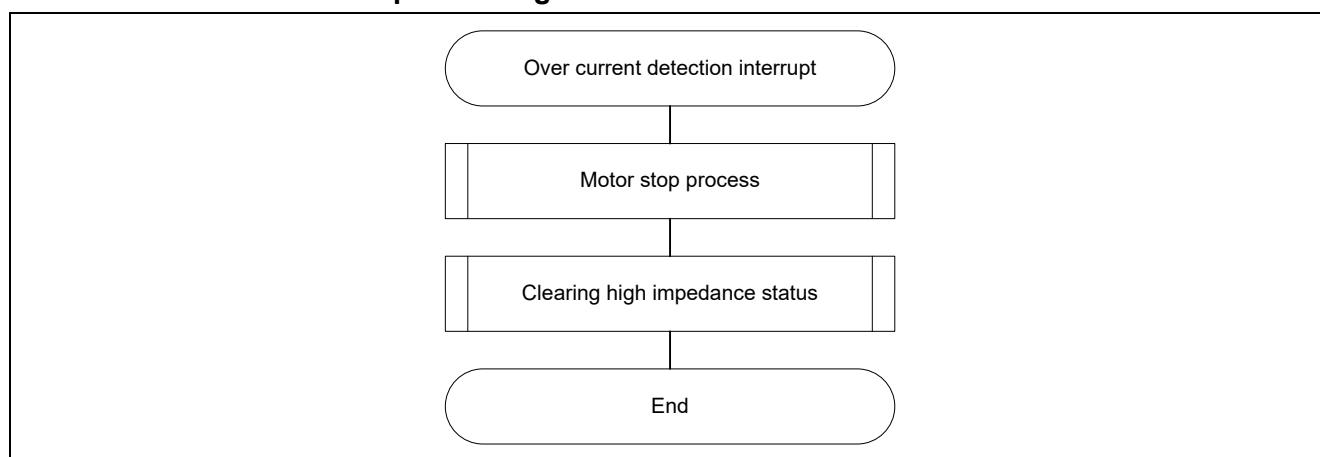 Over current detection interrupt
Motor stop process
Clearing high impedance status
End